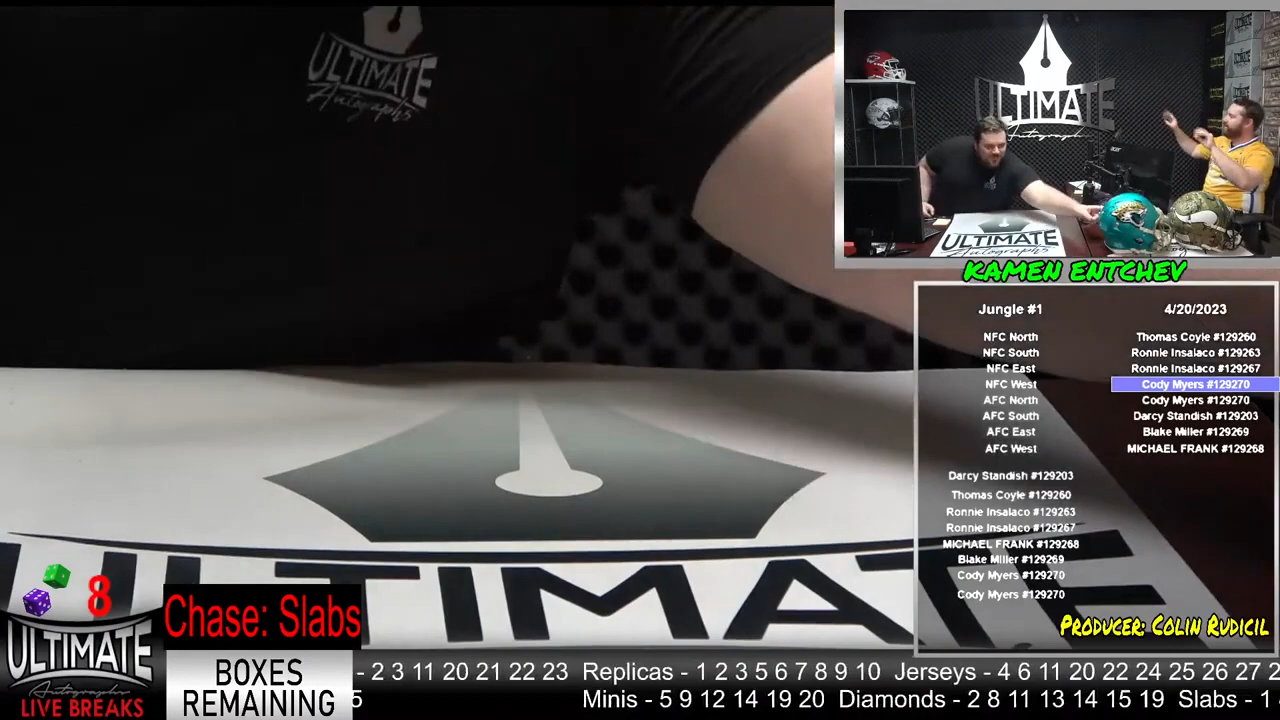 ULTIMATE
Autographs
ULTIMATE
Autographs
ULTIMATE
Autographs
KAMEN ENTCHEV
Jungle #1 4/20/2023
NFC North Thomas Coyle #129260
NFC South Ronnie Insalaco #129263
NFC East Ronnie Insalaco #129267
NFC West Cody Myers #129270
AFC North Cody Myers #129270
AFC South Darcy Standish #129203
AFC East Blake Miller #129269
AFC West MICHAEL FRANK #129268
Darcy Standish #129203
Thomas Coyle #129260
Ronnie Insalaco #129263
Ronnie Insalaco #129267
MICHAEL FRANK #129268
Blake Miller #129269
Cody Myers #129270
Cody Myers #129270
Producer: Colin Rudicil
ULTIMATE
8
ULTIMATE
Autographs
LIVE BREAKS
Chase: Slabs
BOXES
REMAINING
- 2 3 11 20 21 22 23 Replicas - 1 2 3 5 6 7 8 9 10 Jerseys - 4 6 11 20 22 24 25 26 27 2
5 Minis - 5 9 12 14 19 20 Diamonds - 2 8 11 13 14 15 19 Slabs - 1